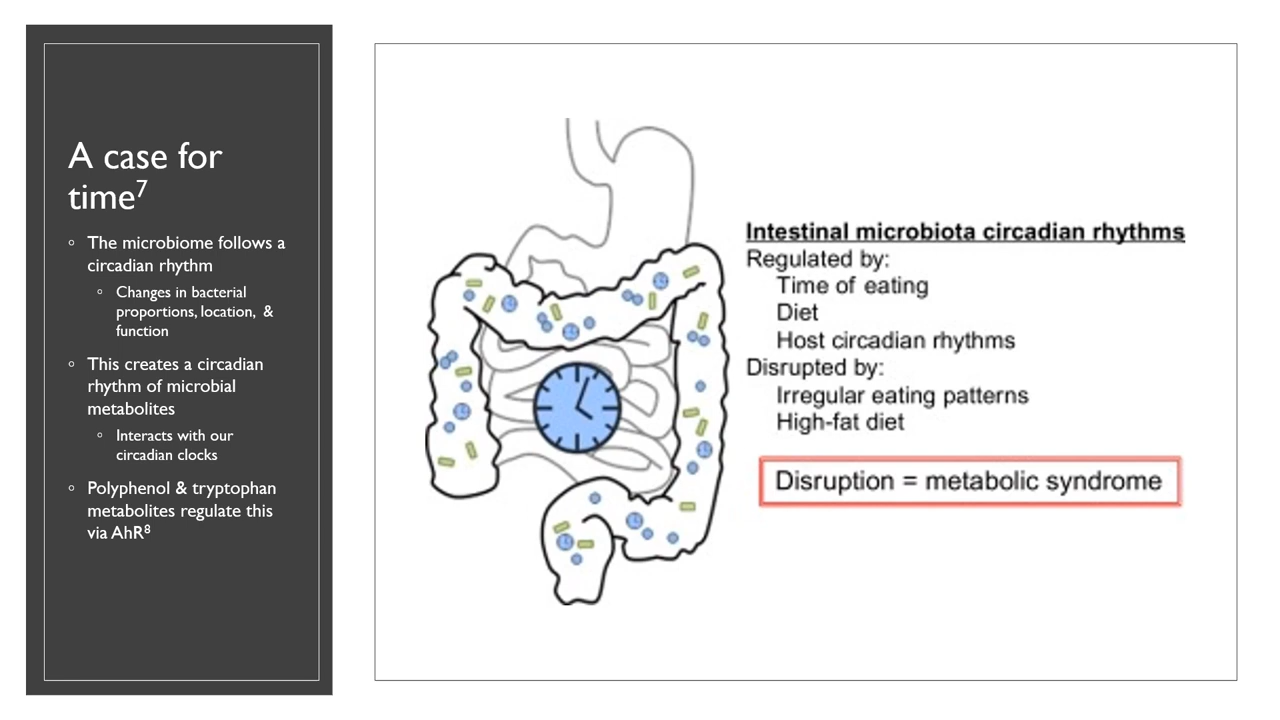 A case for
time⁷
◦ The microbiome follows a
circadian rhythm
◦ Changes in bacterial
proportions, location, &
function
◦ This creates a circadian
rhythm of microbial
metabolites
◦ Interacts with our
circadian clocks
◦ Polyphenol & tryptophan
metabolites regulate this
via AhR⁸
Intestinal microbiota circadian rhythms
Regulated by:
Time of eating
Diet
Host circadian rhythms
Disrupted by:
Irregular eating patterns
High-fat diet
Disruption = metabolic syndrome